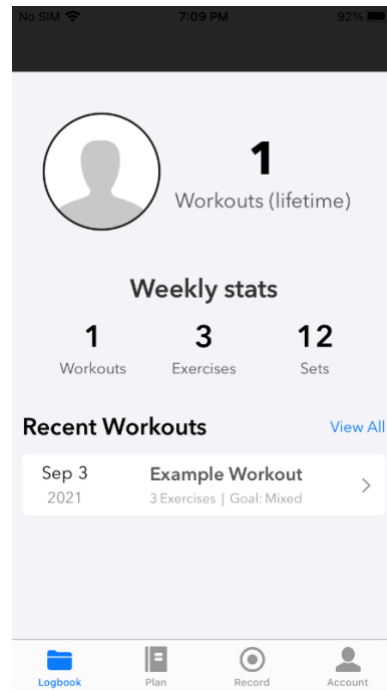 No SIM 7:09 PM 92%
1
Workouts (lifetime)
Weekly stats
1 3 12
Workouts Exercises Sets
Recent Workouts View All
Sep 3 Example Workout
2021 3 Exercises | Goal: Mixed
Logbook Plan Record Account